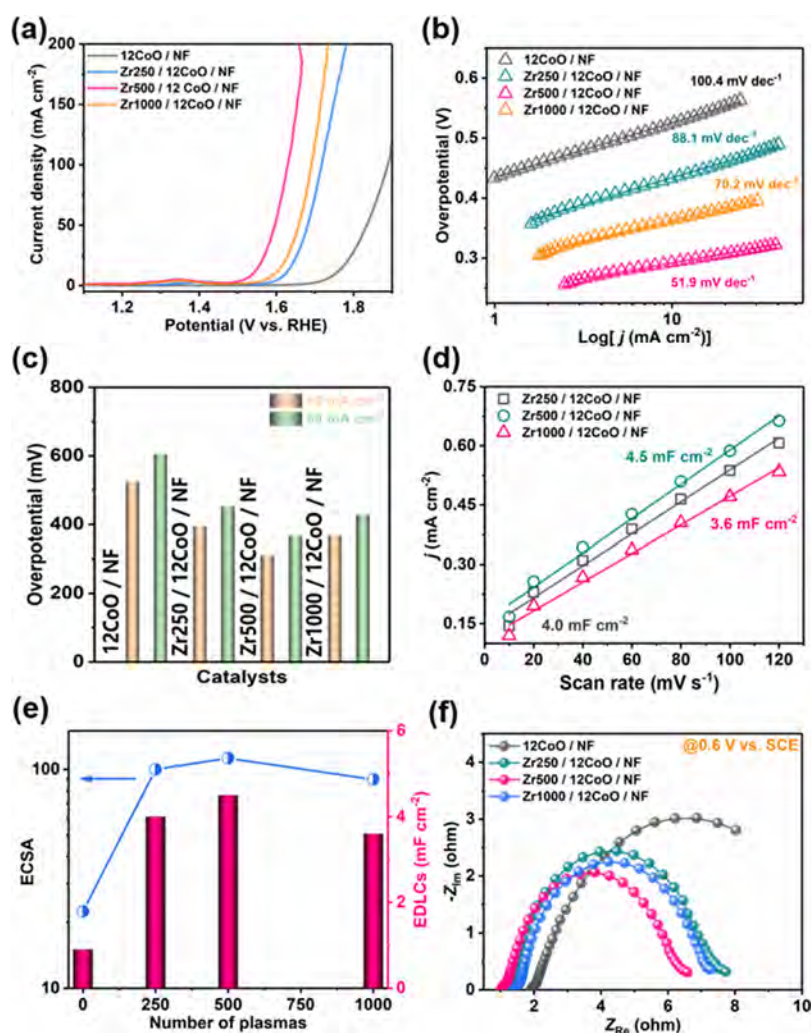 (a)
200
150
100
50
0
Current density (mA cm⁻²)
12CoO / NF
Zr250 / 12CoO / NF
Zr500 / 12 CoO / NF
Zr1000 / 12CoO / NF
1.2 1.4 1.6 1.8
Potential (V vs. RHE)
(b)
0.6
0.5
0.4
0.3
Overpotential (V)
12CoO / NF
Zr250 / 12CoO / NF
Zr500 / 12CoO / NF
Zr1000 / 12CoO / NF
100.4 mV dec⁻¹
88.1 mV dec⁻¹
70.2 mV dec⁻¹
51.9 mV dec⁻¹
1 10
Log[ j (mA cm⁻²)]
(c)
800
600
400
200
0
Overpotential (mV)
mA cm⁻²
mA cm⁻²
12CoO / NF
Zr250 / 12CoO / NF
Zr500 / 12CoO / NF
Zr1000 / 12CoO / NF
Catalysts
(d)
0.75
0.60
0.45
0.30
0.15
j (mA cm⁻²)
Zr250 / 12CoO / NF
Zr500 / 12CoO / NF
Zr1000 / 12CoO / NF
4.5 mF cm⁻²
3.6 mF cm⁻²
4.0 mF cm⁻²
0 20 40 60 80 100 120
Scan rate (mV s⁻¹)
(e)
100
10
ECSA
6
4
2
0
EDLCs (mF cm⁻²)
0 250 500 1000
Number of plasmas
(f)
@0.6 V vs. SCE
12CoO / NF
Zr250 / 12CoO / NF
Zr500 / 12CoO / NF
Zr1000 / 12CoO / NF
4
3
2
1
0
-Z_Im (ohm)
0 2 4 6 8 10
Z_Re (ohm)